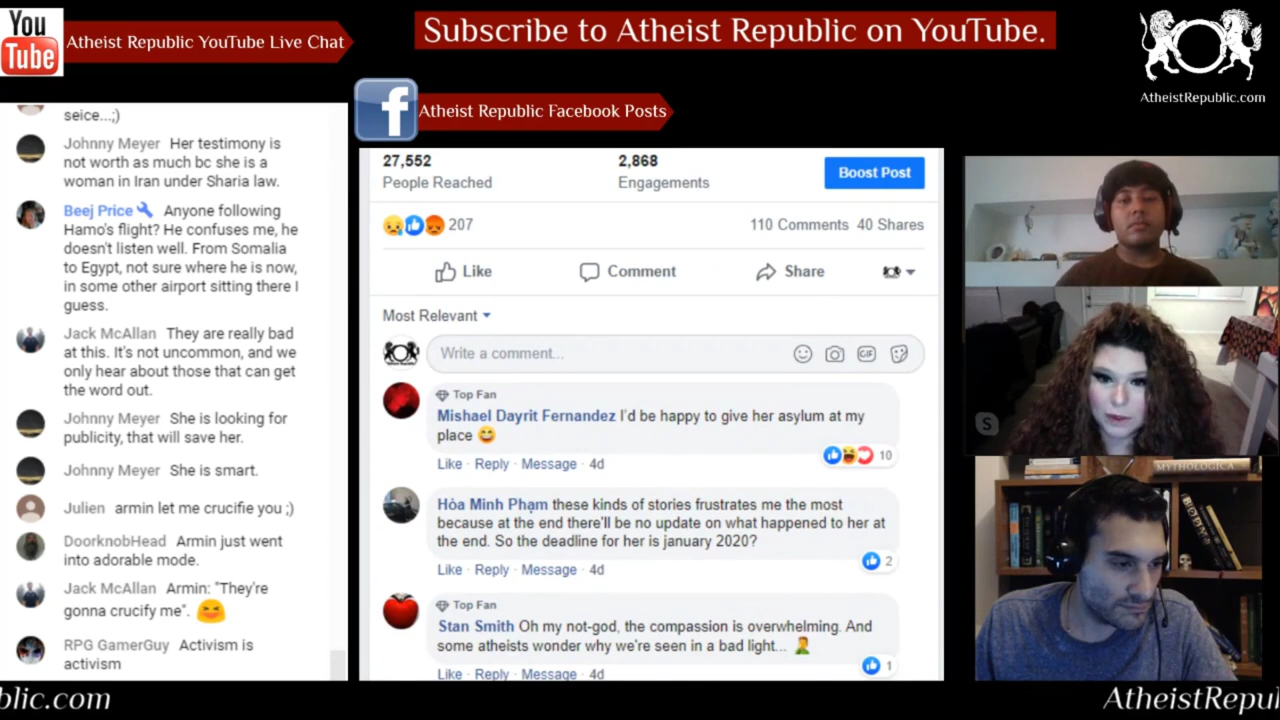 You
Tube
Atheist Republic YouTube Live Chat
Subscribe to Atheist Republic on YouTube.
AtheistRepublic.com
f
Atheist Republic Facebook Posts
seice...;)
Johnny Meyer Her testimony is
not worth as much bc she is a
woman in Iran under Sharia law.
Beej Price Anyone following
Hamo's flight? He confuses me, he
doesn't listen well. From Somalia
to Egypt, not sure where he is now,
in some other airport sitting there I
guess.
Jack McAllan They are really bad
at this. It's not uncommon, and we
only hear about those that can get
the word out.
Johnny Meyer She is looking for
publicity, that will save her.
Johnny Meyer She is smart.
Julien armin let me crucifie you ;)
DoorknobHead Armin just went
into adorable mode.
Jack McAllan Armin: "They're
gonna crucify me". 😆
RPG GamerGuy Activism is
activism
27,552
People Reached
2,868
Engagements
Boost Post
207
110 Comments 40 Shares
Like
Comment
Share
Most Relevant
Write a comment...
GIF
Top Fan
Mishael Dayrit Fernandez I'd be happy to give her asylum at my
place 😄
10
Like · Reply · Message · 4d
Hòa Minh Phạm these kinds of stories frustrates me the most
because at the end there'll be no update on what happened to her at
the end. So the deadline for her is january 2020?
2
Like · Reply · Message · 4d
Top Fan
Stan Smith Oh my not-god, the compassion is overwhelming. And
some atheists wonder why we're seen in a bad light... 🤦‍♂️
1
Like · Reply · Message · 4d
S
MYTHOLOGICA
blic.com
AtheistRepu